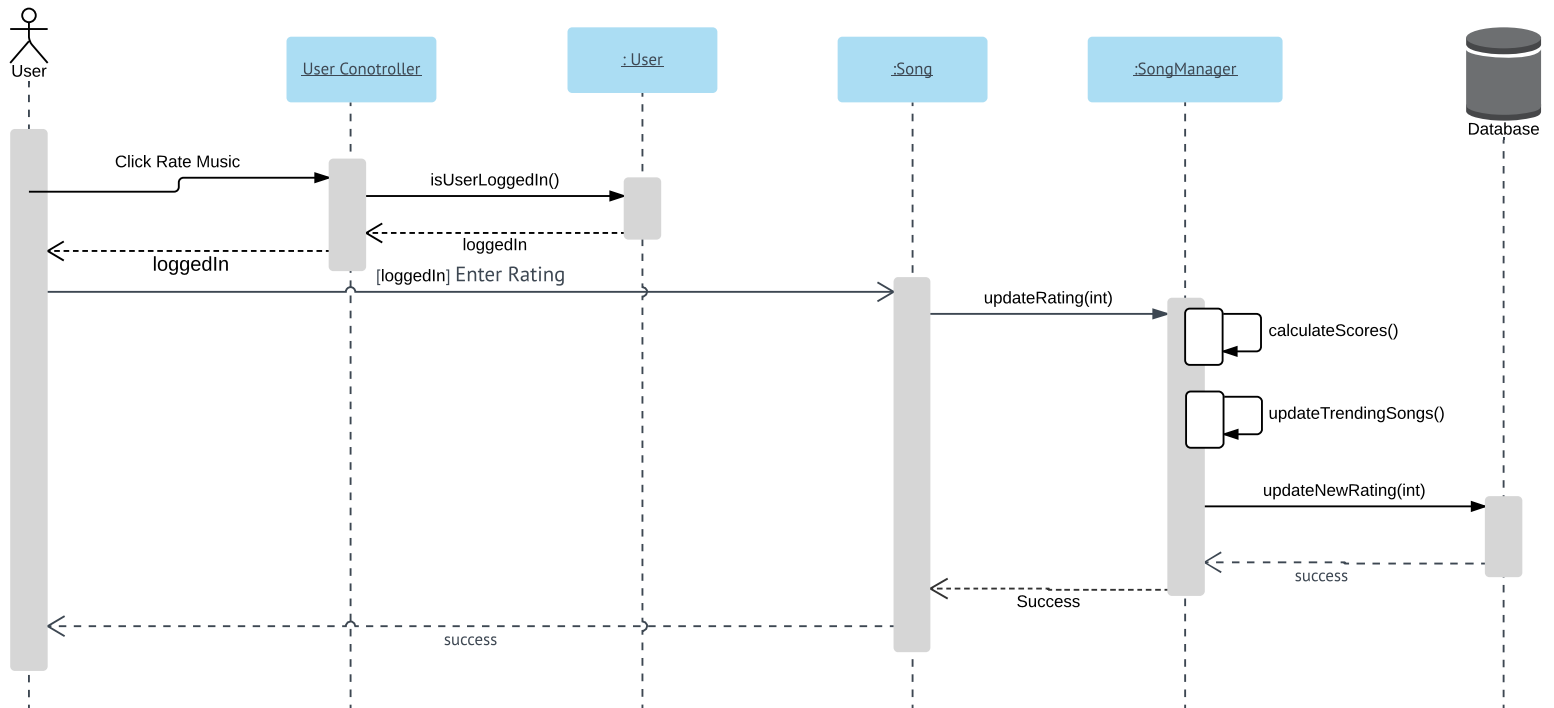 User
User Conotroller
: User
:Song
:SongManager
Database
Click Rate Music
isUserLoggedIn()
loggedIn
loggedIn
[loggedIn] Enter Rating
updateRating(int)
calculateScores()
updateTrendingSongs()
updateNewRating(int)
success
Success
success